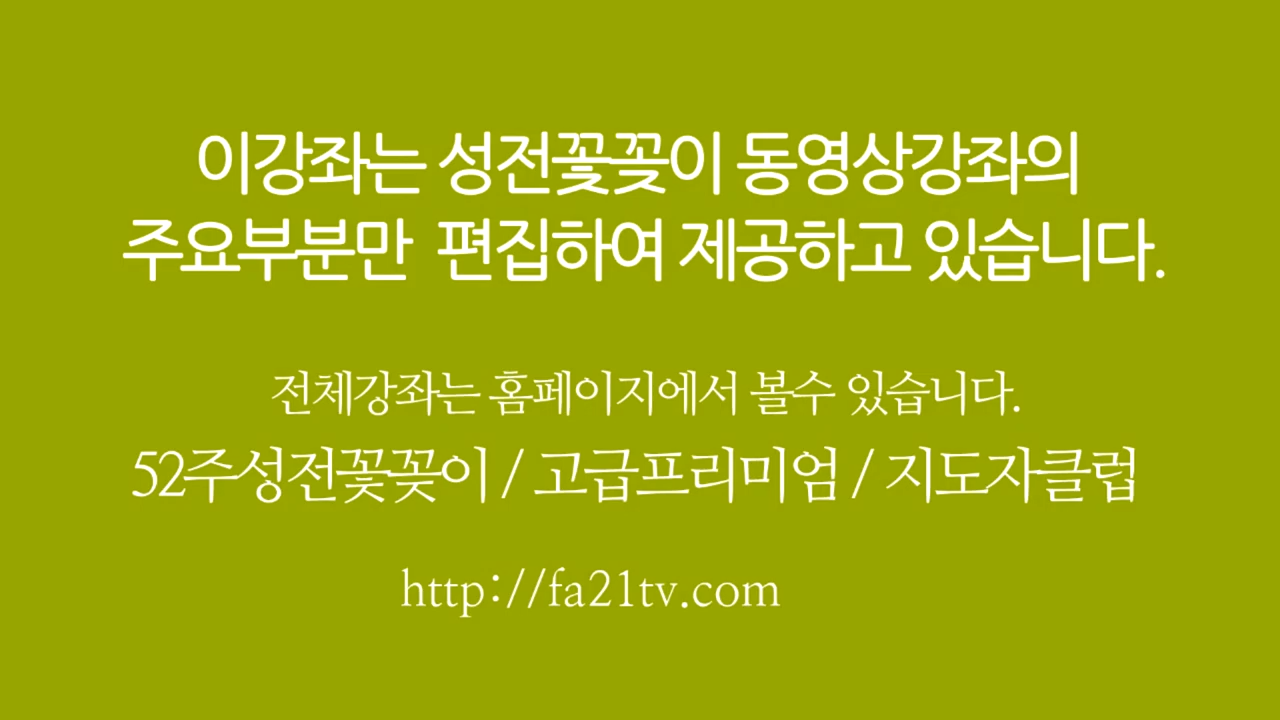 이강좌는 성전꽃꽂이 동영상강좌의
주요부분만 편집하여 제공하고 있습니다.
전체강좌는 홈페이지에서 볼수 있습니다.
52주성전꽃꽂이 / 고급프리미엄 / 지도자클럽
http://fa21tv.com